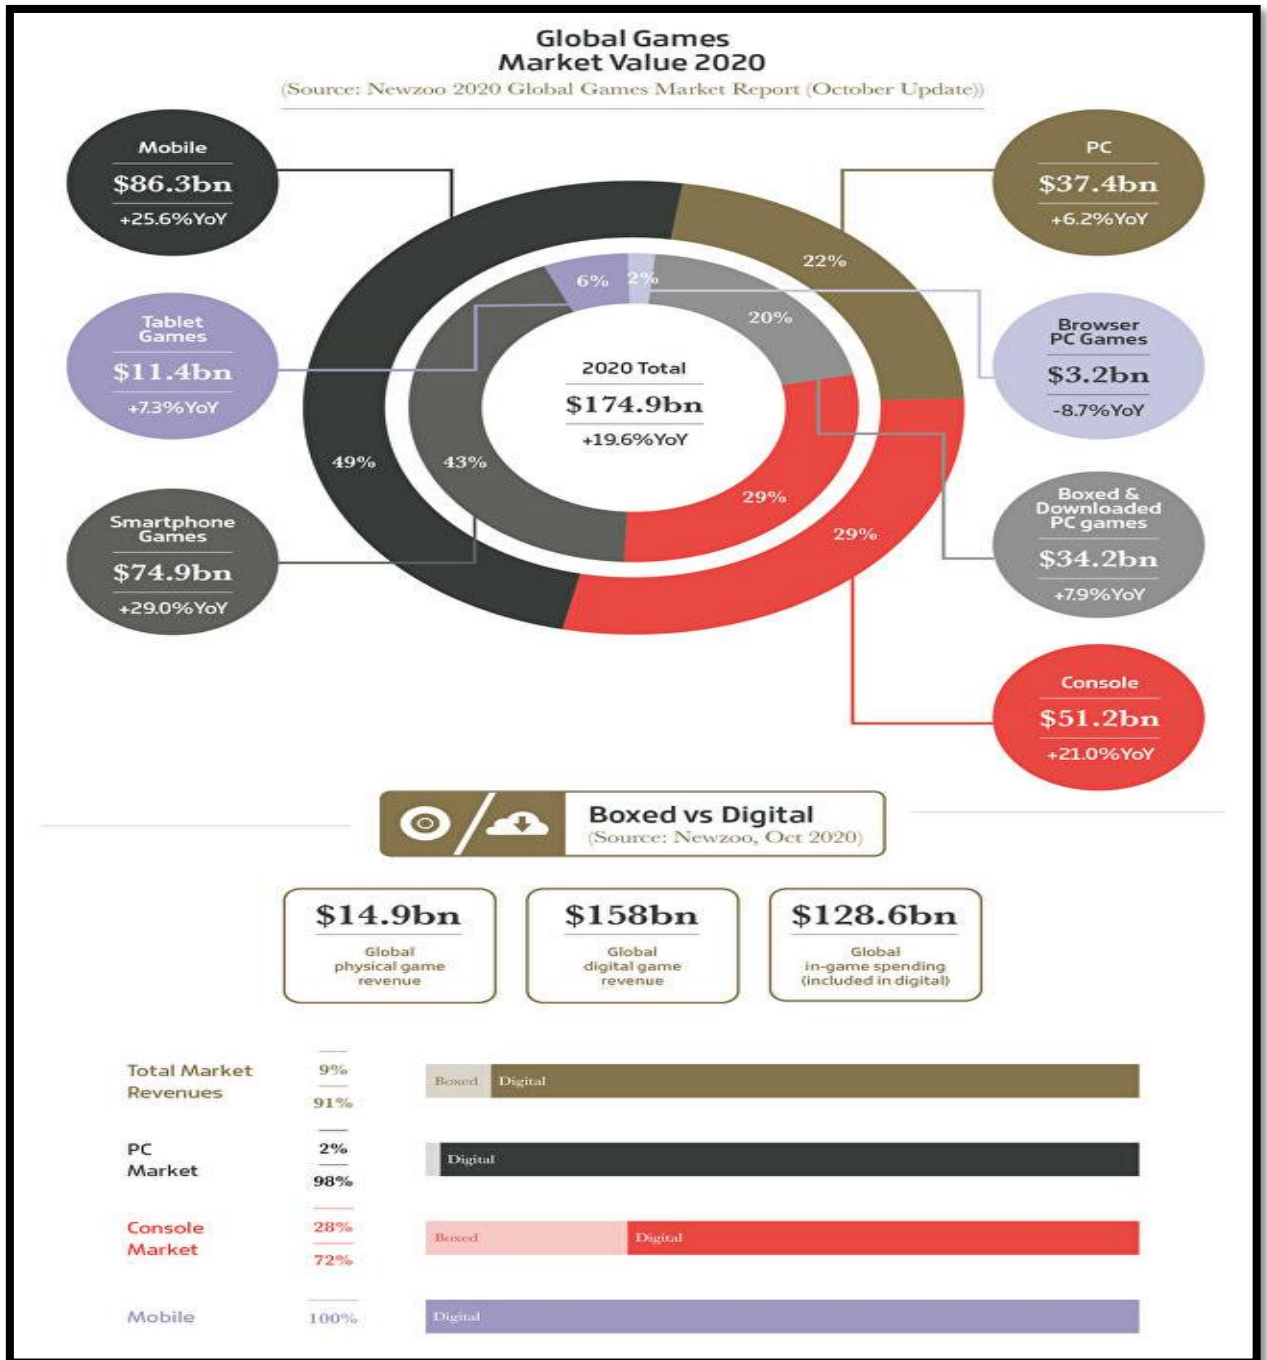 Global Games
Market Value 2020
(Source: Newzoo 2020 Global Games Market Report (October Update))
Mobile
$86.3bn
+25.6%YoY
PC
$37.4bn
+6.2%YoY
Tablet
Games
$11.4bn
+7.3%YoY
Browser
PC Games
$3.2bn
-8.7%YoY
Smartphone
Games
$74.9bn
+29.0%YoY
Boxed &
Downloaded
PC games
$34.2bn
+7.9%YoY
Console
$51.2bn
+21.0%YoY
22%
6%
2%
20%
49%
43%
29%
29%
2020 Total
$174.9bn
+19.6%YoY
Boxed vs Digital
(Source: Newzoo, Oct 2020)
$14.9bn
Global
physical game
revenue
$158bn
Global
digital game
revenue
$128.6bn
Global
in-game spending
(included in digital)
Total Market
Revenues
9%
91%
Boxed Digital
PC
Market
2%
98%
Digital
Console
Market
28%
72%
Boxed Digital
Mobile
100%
Digital